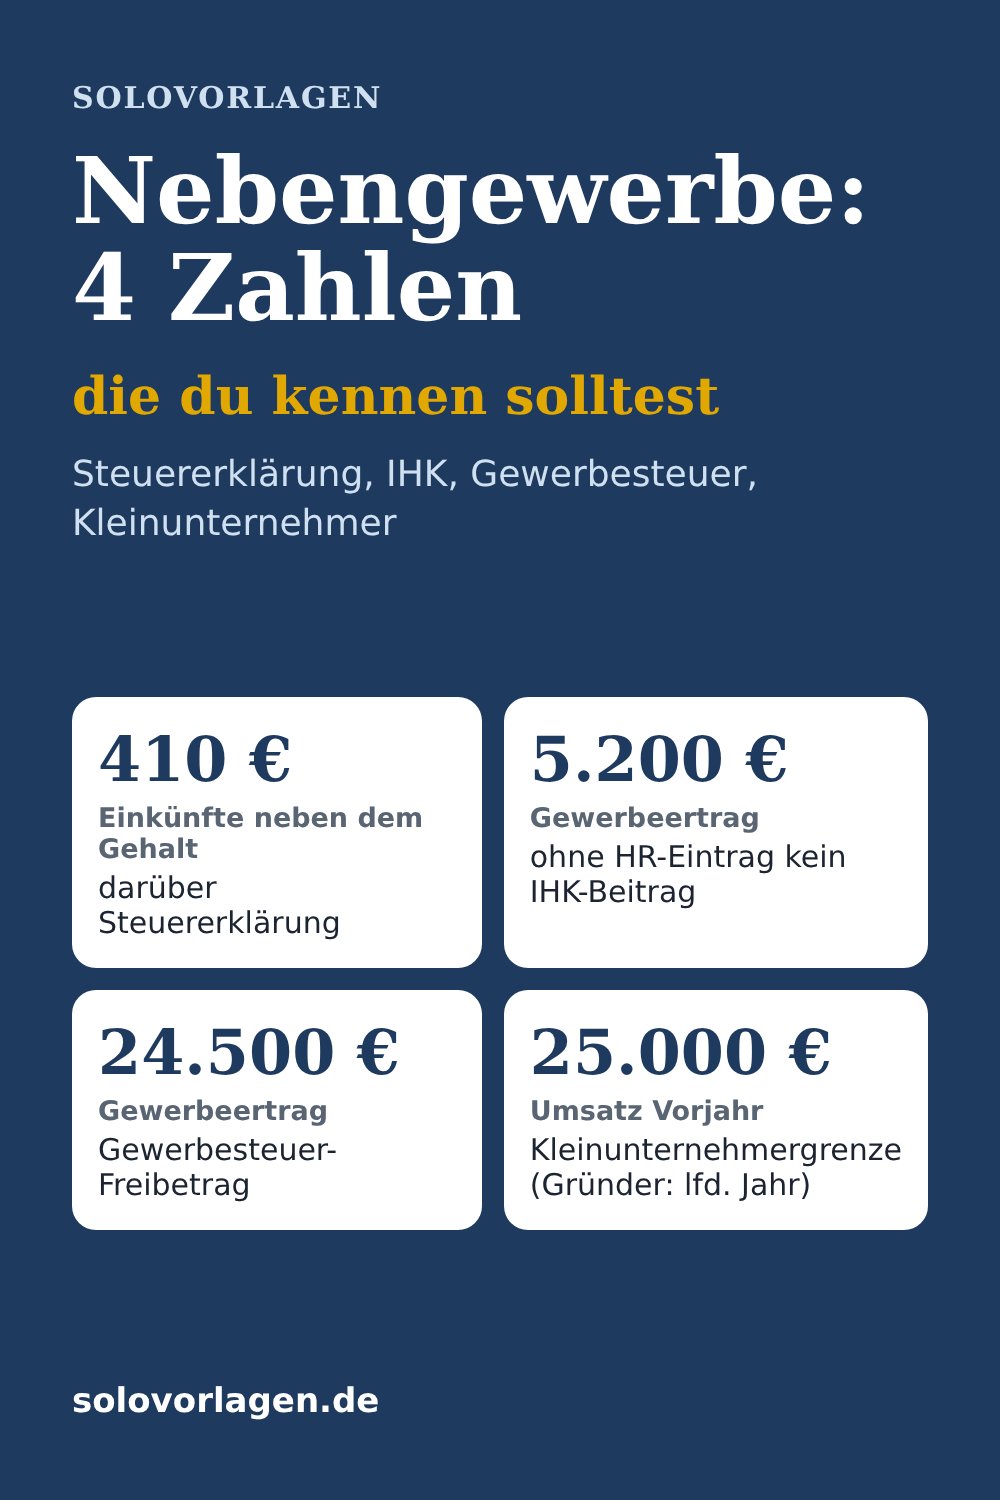 SOLOVORLAGEN
Nebengewerbe:
4 Zahlen
die du kennen solltest
Steuererklärung, IHK, Gewerbesteuer,
Kleinunternehmer
410 €
Einkünfte neben dem
Gehalt
darüber
Steuererklärung
5.200 €
Gewerbeertrag
ohne HR-Eintrag kein
IHK-Beitrag
24.500 €
Gewerbeertrag
Gewerbesteuer-
Freibetrag
25.000 €
Umsatz Vorjahr
Kleinunternehmergrenze
(Gründer: lfd. Jahr)
solovorlagen.de